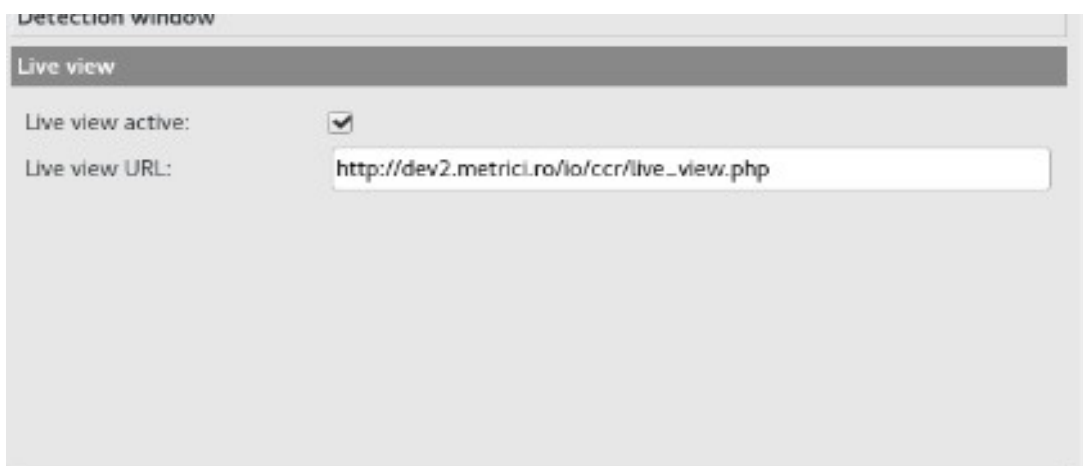 Detection window
Live view
Live view active:
Live view URL: http://dev2.metrici.ro/io/ccr/live_view.php